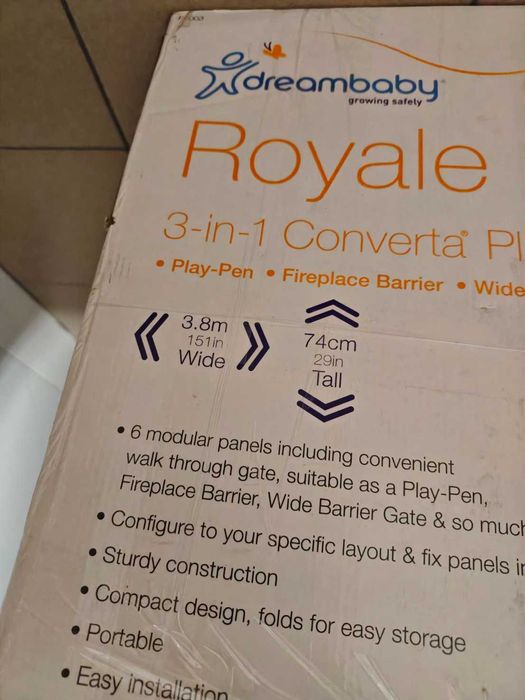 dreambaby
growing safely
Royale
3-in-1 Converta®
• Play-Pen • Fireplace Barrier • Wide
3.8m
151in
Wide
74cm
29in
Tall
• 6 modular panels including convenient
walk through gate, suitable as a Play-Pen,
Fireplace Barrier, Wide Barrier Gate & so much
• Configure to your specific layout & fix panels
• Sturdy construction
• Compact design, folds for easy storage
• Portable
• Easy installation